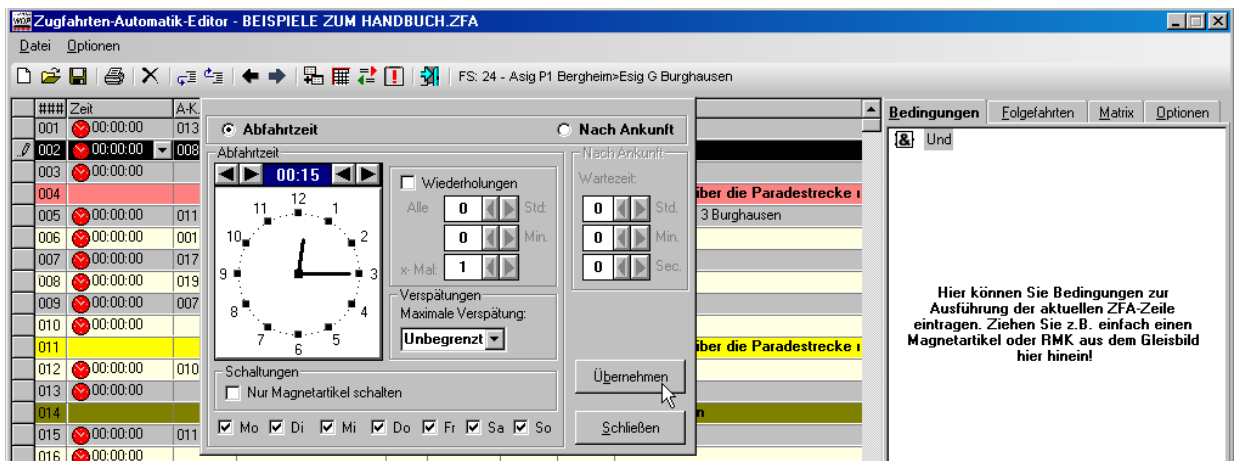 Zugfahrten-Automatik-Editor - BEISPIELE ZUM HANDBUCH.ZFA
Datei Optionen
FS: 24 - Asig P1 Bergheim>Esig G Burghausen
### Zeit A-K.
001 00:00:00 013
002 00:00:00 008
003 00:00:00
004 über die Paradestrecke
005 00:00:00 011 3 Burghausen
006 00:00:00 001
007 00:00:00 017
008 00:00:00 019
009 00:00:00 007
010 00:00:00
011 über die Paradestrecke
012 00:00:00 010
013 00:00:00
014 n
015 00:00:00 011
016 00:00:00
Abfahrtzeit Nach Ankunft
Abfahrtzeit
00:15
12
11 1
10 2
9 3
8 4
7 5
6
Wiederholungen
Alle 0 Std:
0 Min.
x- Mal: 1
Verspätungen
Maximale Verspätung:
Unbegrenzt
Nach Ankunft
Wartezeit:
0 Std.
0 Min.
0 Sec.
Schaltungen
Nur Magnetartikel schalten
Mo Di Mi Do Fr Sa So
Übernehmen
Schließen
Bedingungen Folgefahrten Matrix Optionen
& Und
Hier können Sie Bedingungen zur
Ausführung der aktuellen ZFA-Zeile
eintragen. Ziehen Sie z.B. einfach einen
Magnetartikel oder RMK aus dem Gleisbild
hier hinein!